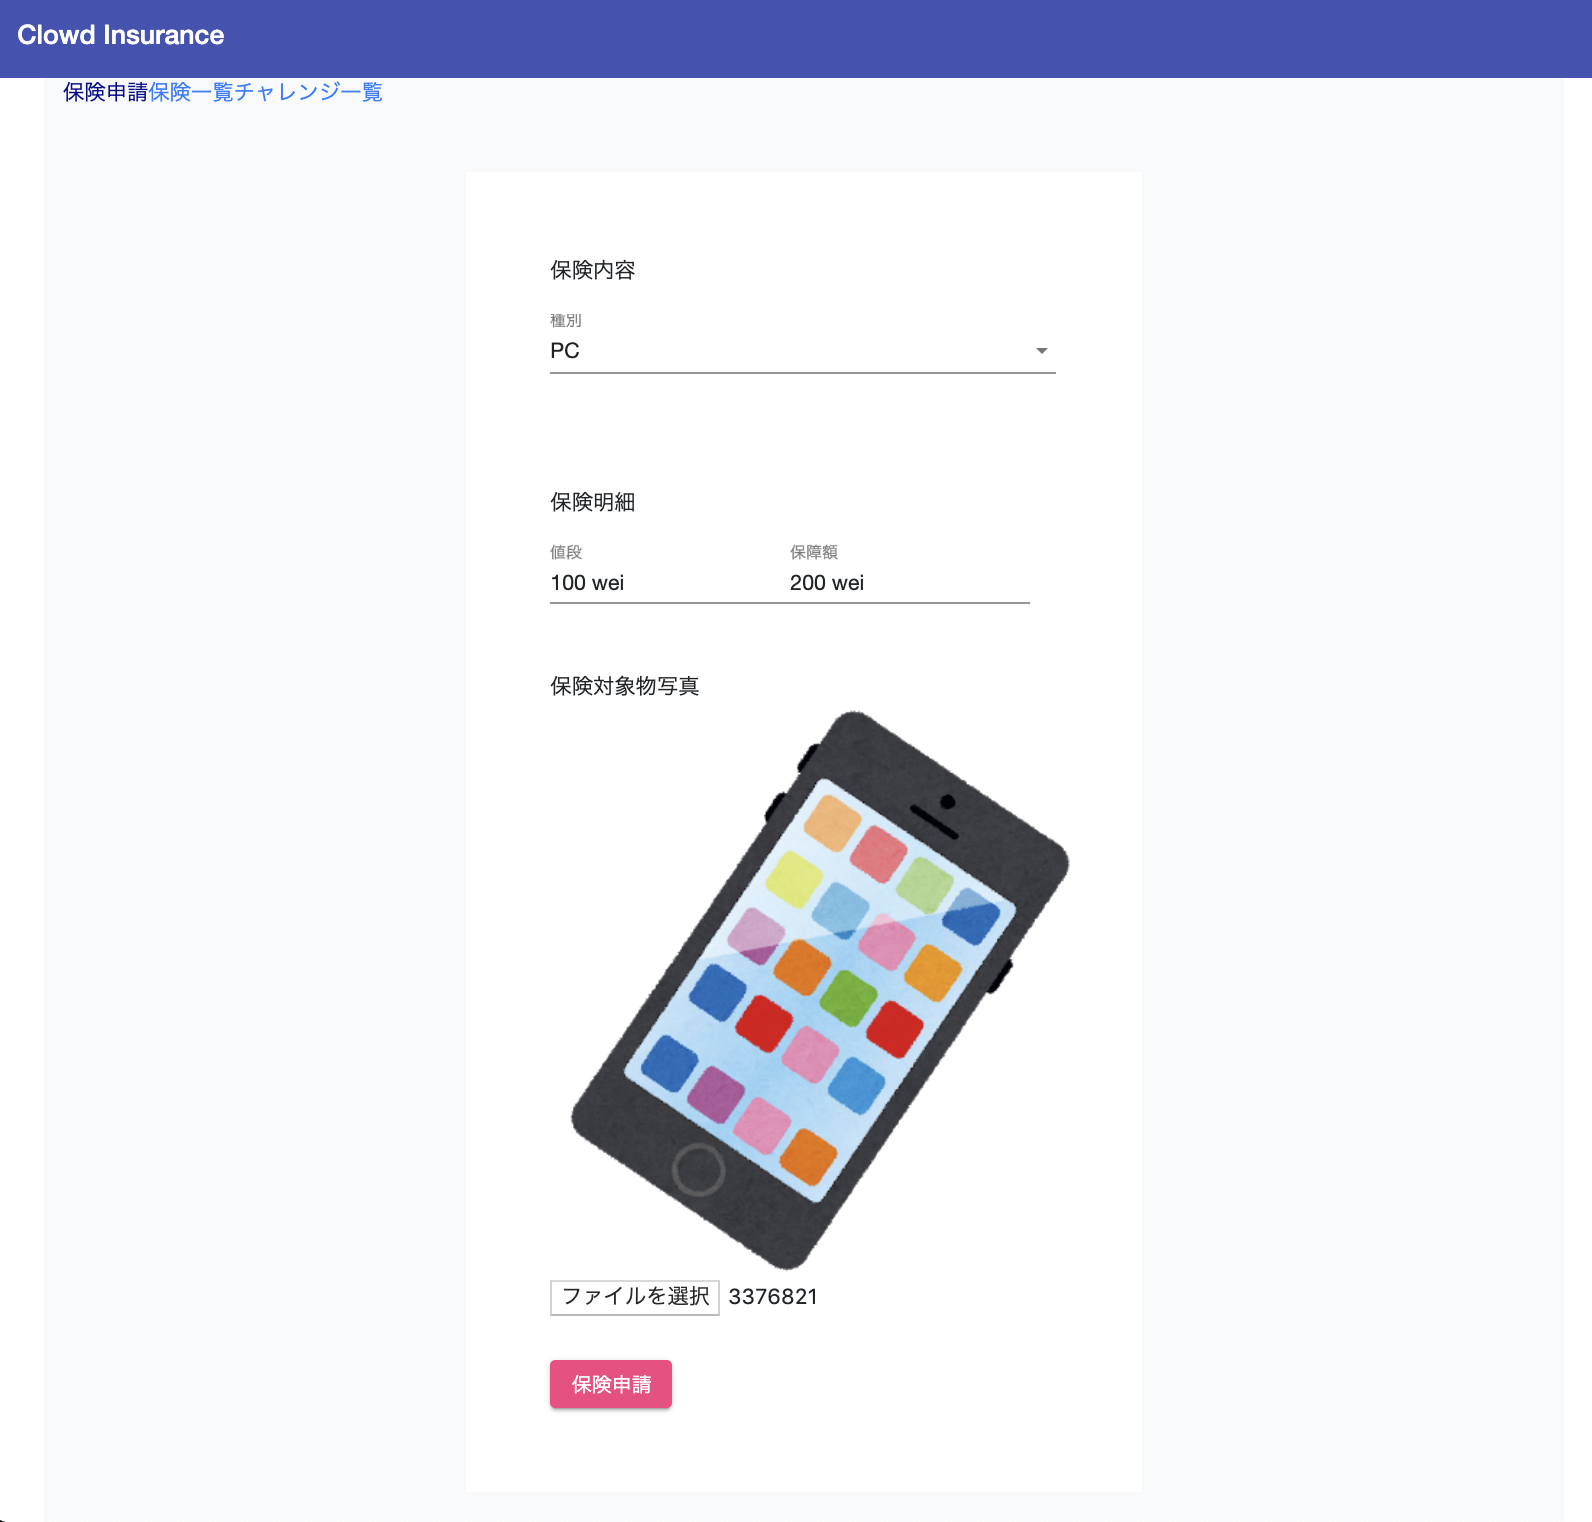 Clowd Insurance
保険申請保険一覧チャレンジ一覧
保険内容
種別
PC
保険明細
値段 保障額
100 wei 200 wei
保険対象物写真
ファイルを選択 3376821
保険申請